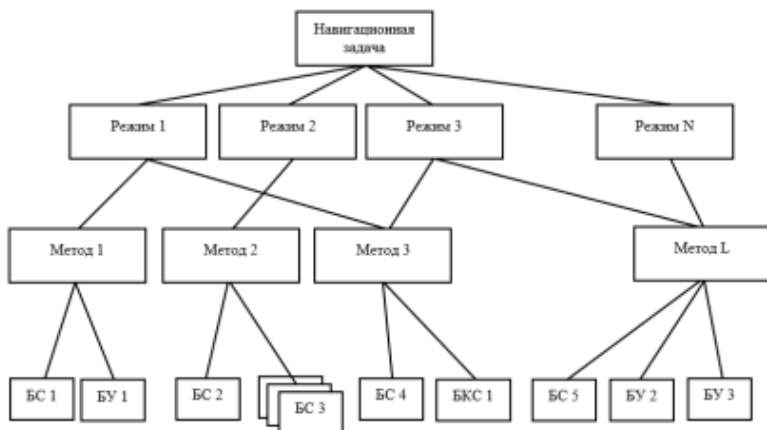 Навигационная
задача
Режим 1
Режим 2
Режим 3
Режим N
Метод 1
Метод 2
Метод 3
Метод L
БС 1
БУ 1
БС 2
БС 3
БС 4
БКС 1
БС 5
БУ 2
БУ 3